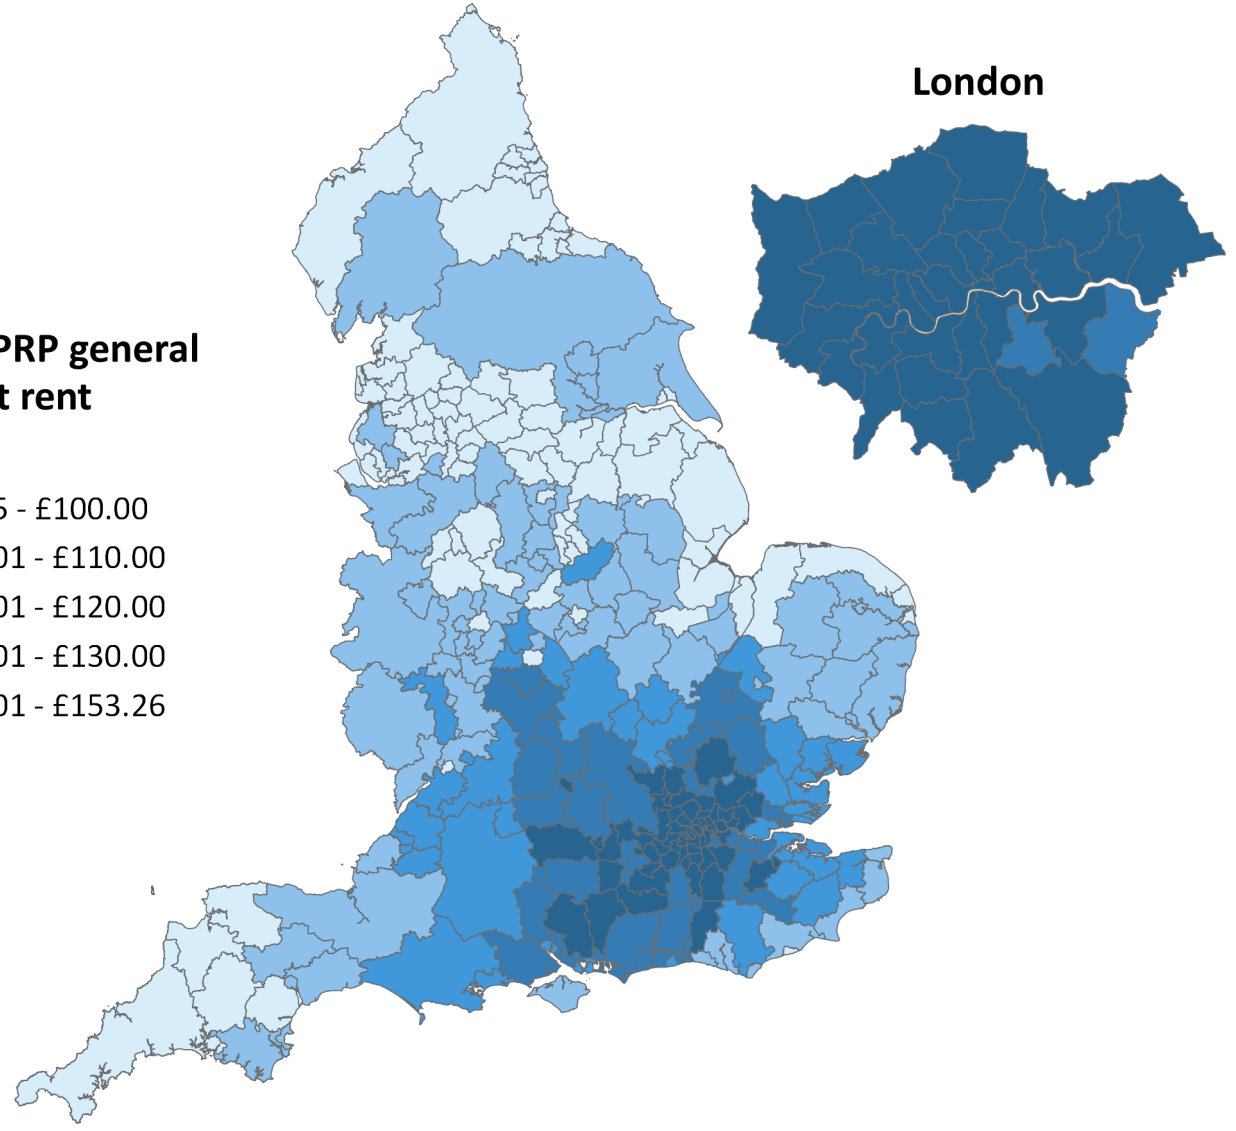 London
PRP general
t rent
5 - £100.00
01 - £110.00
01 - £120.00
01 - £130.00
01 - £153.26